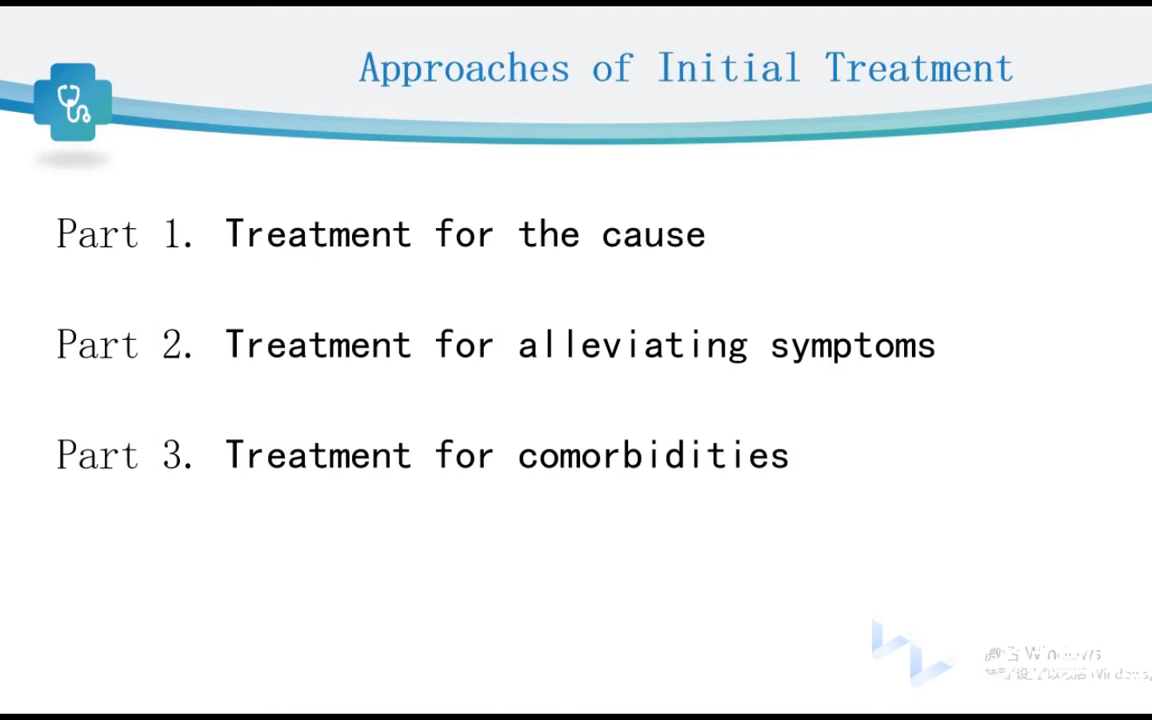 Approaches of Initial Treatment
Part 1. Treatment for the cause
Part 2. Treatment for alleviating symptoms
Part 3. Treatment for comorbidities
Windows